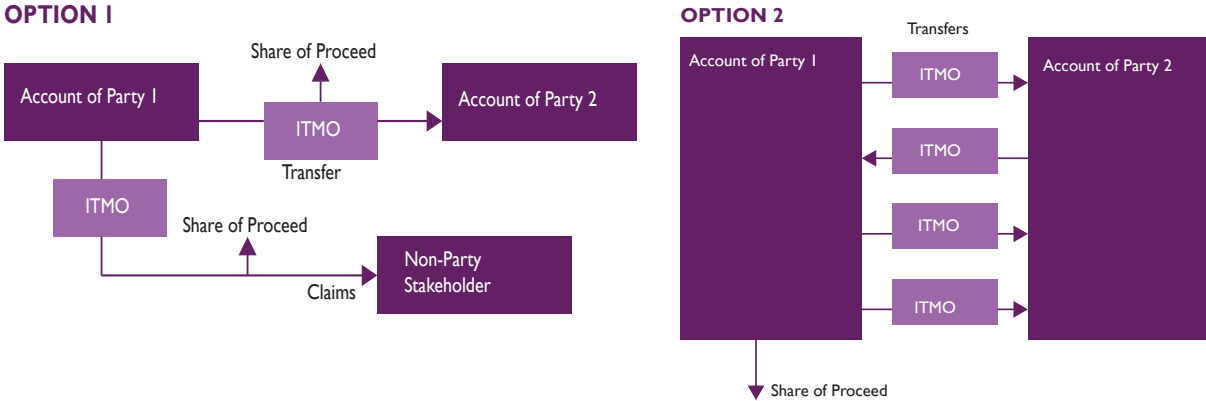 OPTION 1
Share of Proceed
Account of Party 1
ITMO
Account of Party 2
Transfer
ITMO
Share of Proceed
Non-Party
Stakeholder
Claims
OPTION 2
Transfers
Account of Party 1
ITMO
Account of Party 2
ITMO
ITMO
ITMO
Share of Proceed